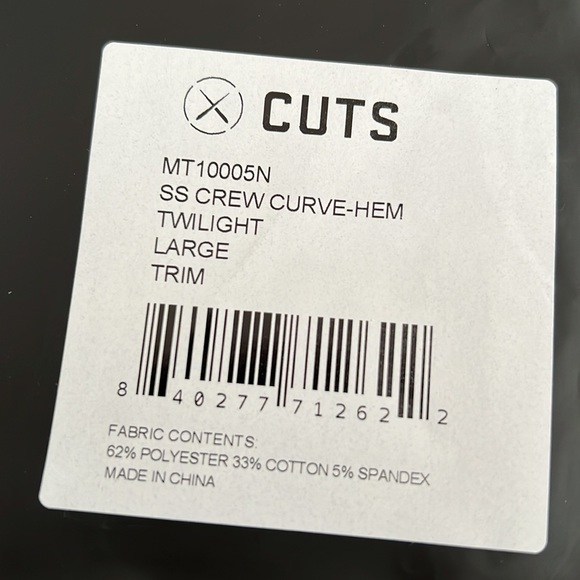 CUTS
MT10005N
SS CREW CURVE-HEM
TWILIGHT
LARGE
TRIM
8 40277 71262 2
FABRIC CONTENTS:
62% POLYESTER 33% COTTON 5% SPANDEX
MADE IN CHINA